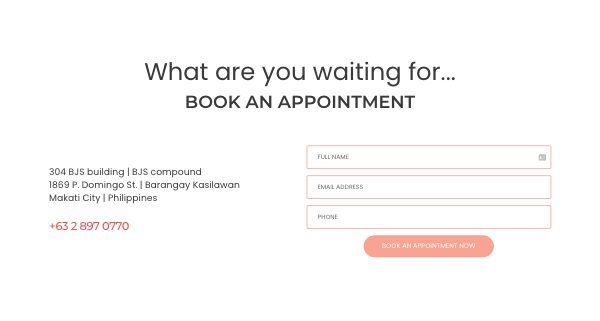 What are you waiting for...
BOOK AN APPOINTMENT
304 BJS building | BJS compound
1869 P. Domingo St. | Barangay Kasilawan
Makati City | Philippines
+63 2 897 0770
FULL NAME
EMAIL ADDRESS
PHONE
BOOK AN APPOINTMENT NOW